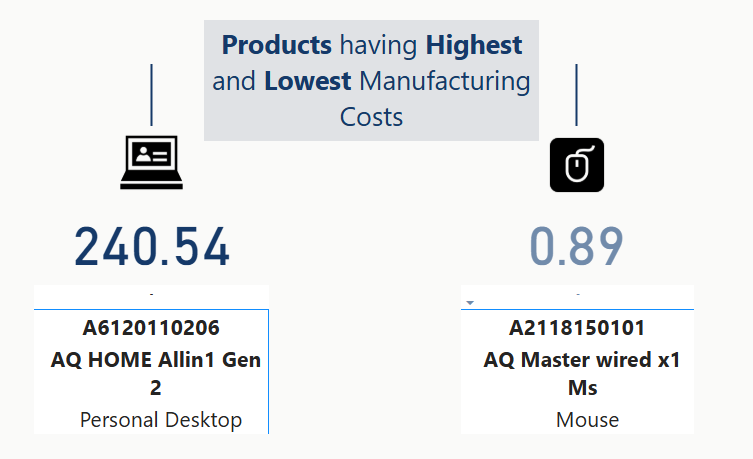 Products having Highest
and Lowest Manufacturing
Costs
240.54
0.89
A6120110206
AQ HOME Allin1 Gen
2
Personal Desktop
A2118150101
AQ Master wired x1
Ms
Mouse